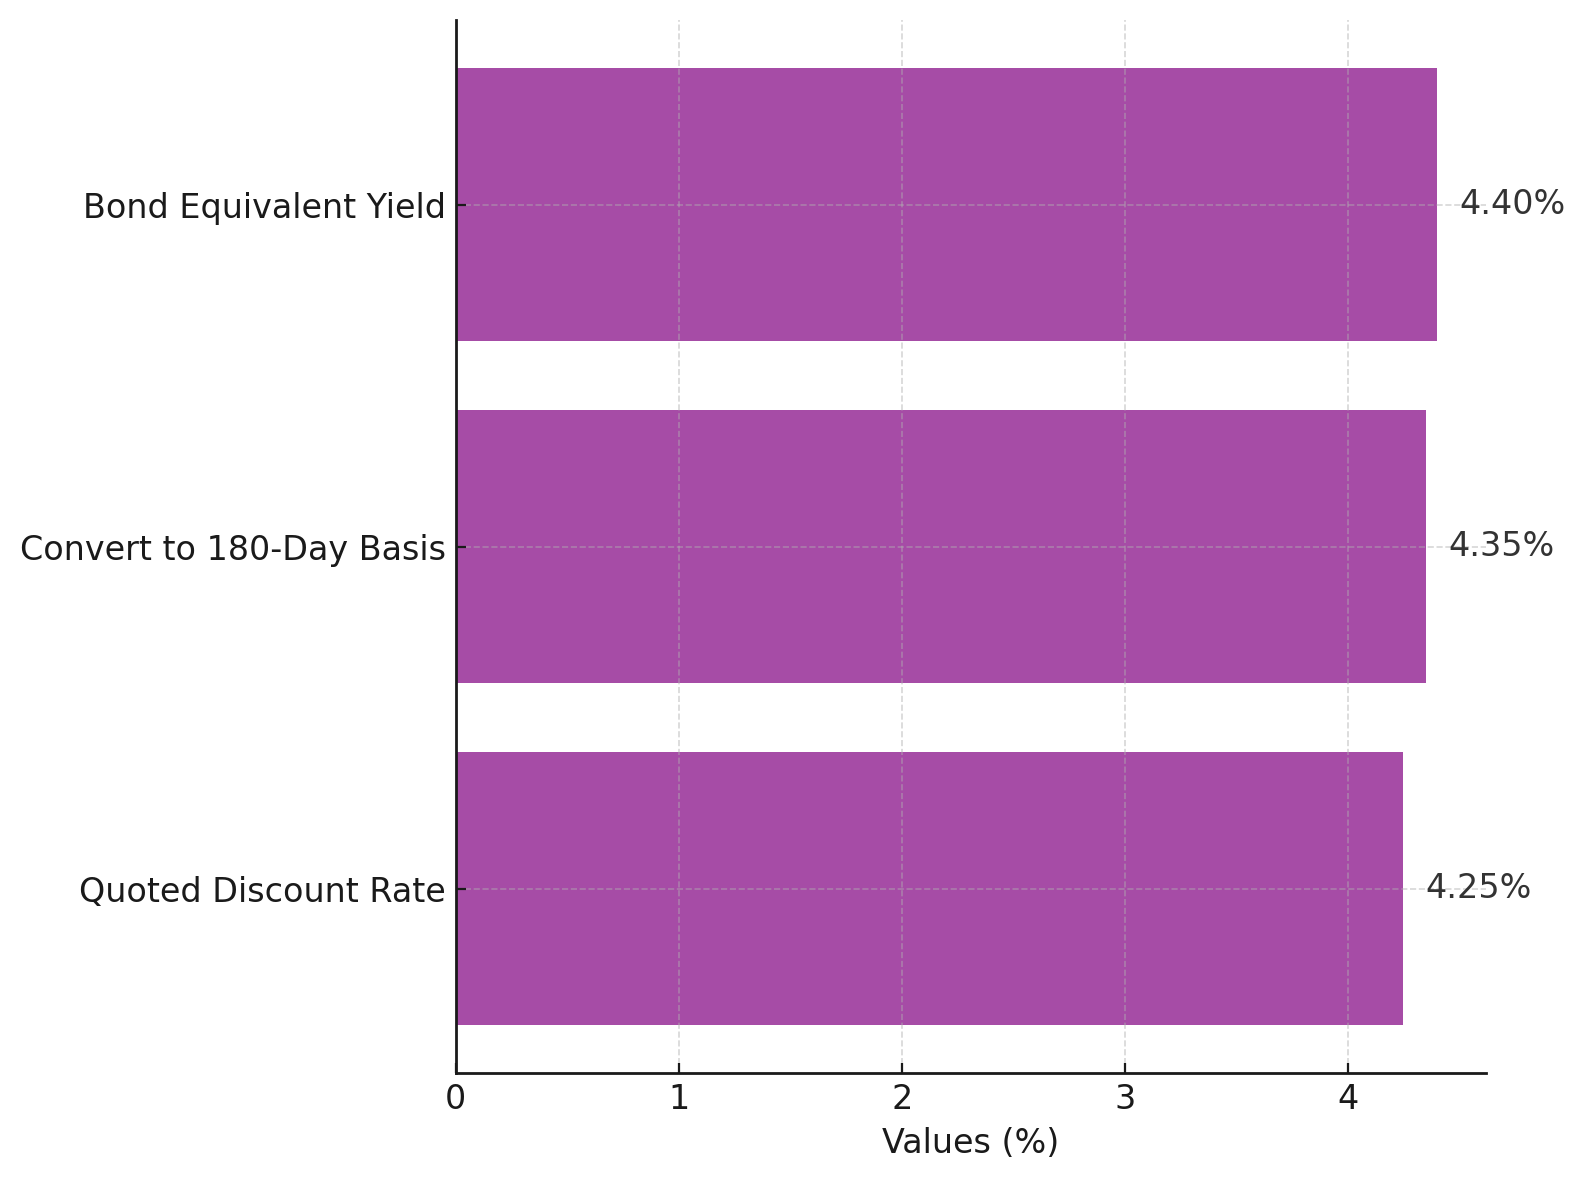 Bond Equivalent Yield
4.40%
Convert to 180-Day Basis
4.35%
Quoted Discount Rate
4.25%
0 1 2 3 4
Values (%)